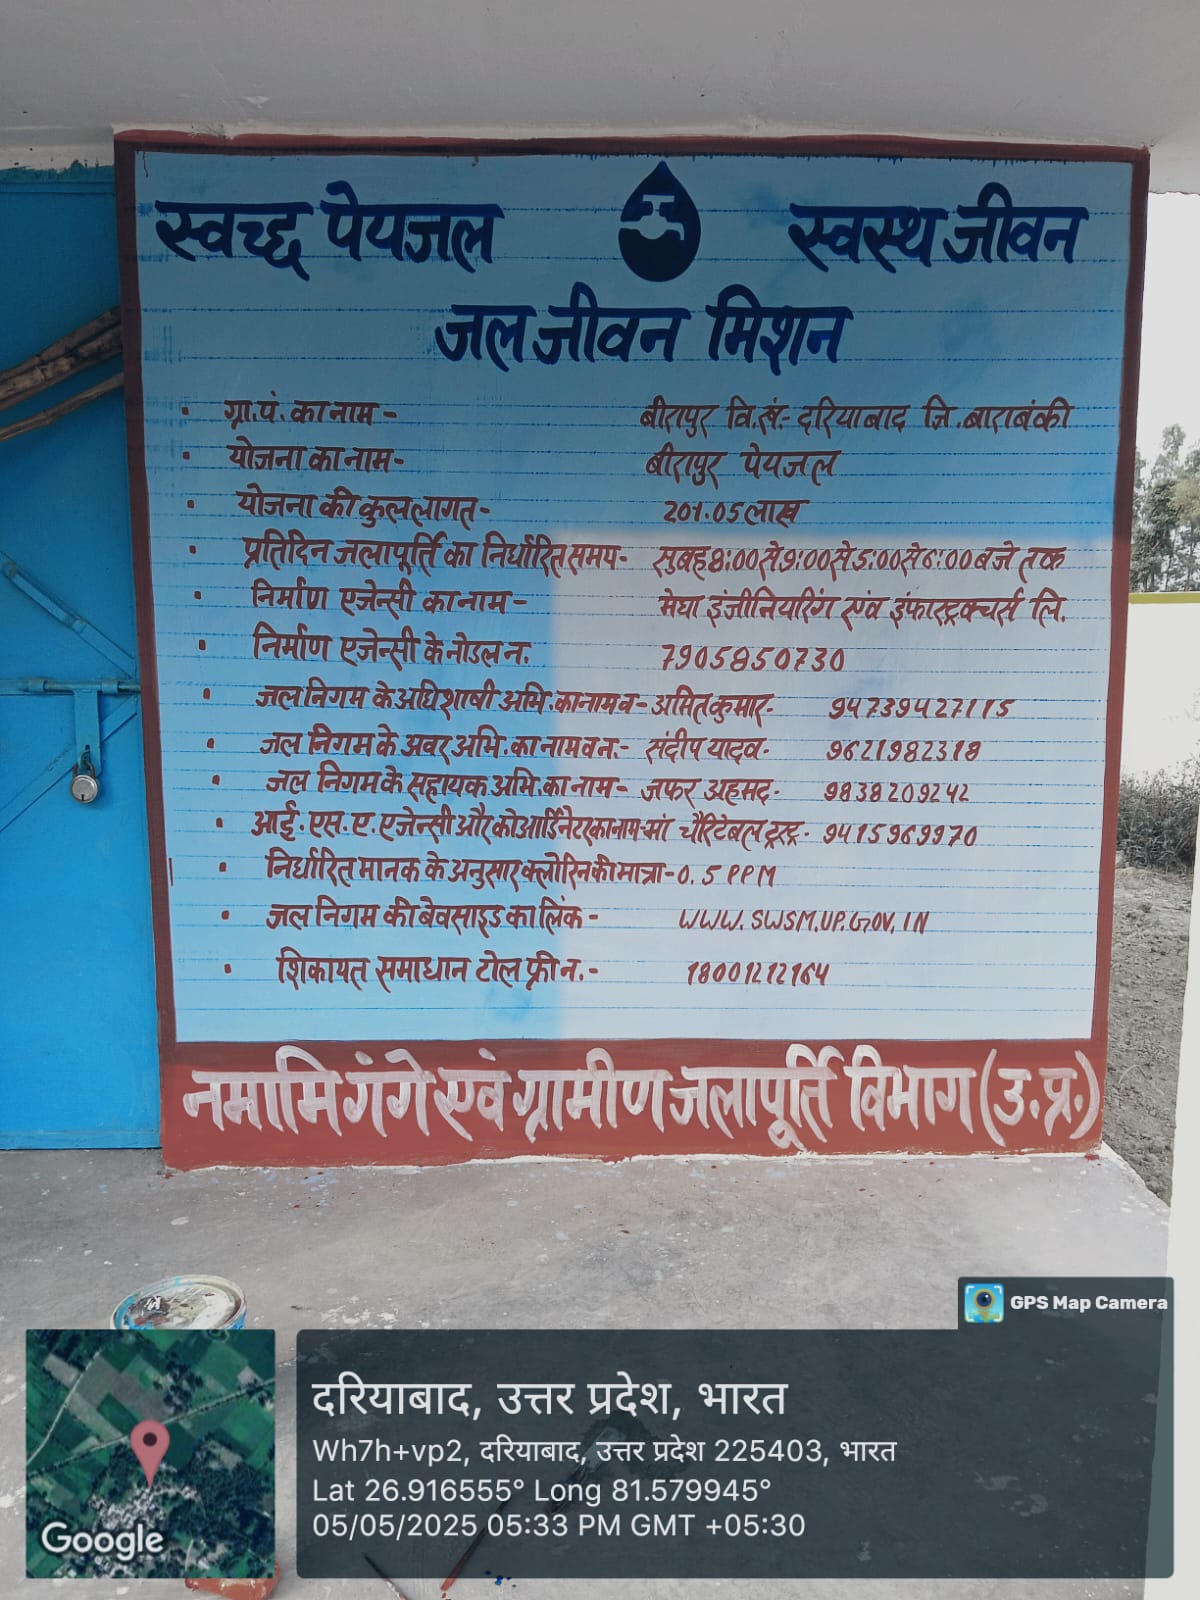 स्वच्छ पेयजल स्वस्थ जीवन
जल जीवन मिशन
• ग्रा.पं. का नाम - बीरापुर वि.खं:- दरियाबाद जि.बाराबंकी
• योजना का नाम- बीरापुर पेयजल
• योजना की कुल लागत- 201.05 लाख
• प्रतिदिन जलापूर्ति का निर्धारित समय- सुबह 8:00 से 9:00 से 5:00 से 6:00 बजे तक
• निर्माण एजेन्सी का नाम - मेघा इंजीनियरिंग एवं इंफास्ट्रक्चर्स लि.
• निर्माण एजेन्सी के नोडल न. 7905850730
• जल निगम के अधिशाषी अभि.का नाम व- अमित कुमार- 94739427115
• जल निगम के अवर अभि.का नाम व न:- संदीप यादव- 9621982318
• जल निगम के सहायक अभि.का नाम- जफर अहमद- 9838209242
• आई.एस.ए.एजेन्सी और कोआर्डिनेटर का नाम-मां चैरिटेबल ट्रस्ट्र- 9415969970
• निर्धारित मानक के अनुसार क्लोरिन की मात्रा-0.5 PPM
• जल निगम की बेवसाइड का लिंक - WWW.SWSM.UP.GOV.IN
• शिकायत समाधान टोल फ्री न.- 18001212164
नमामि गंगे एवं ग्रामीण जलापूर्ति विभाग (उ.प्र.)
GPS Map Camera
दरियाबाद, उत्तर प्रदेश, भारत
Wh7h+vp2, दरियाबाद, उत्तर प्रदेश 225403, भारत
Lat 26.916555° Long 81.579945°
05/05/2025 05:33 PM GMT +05:30
Google